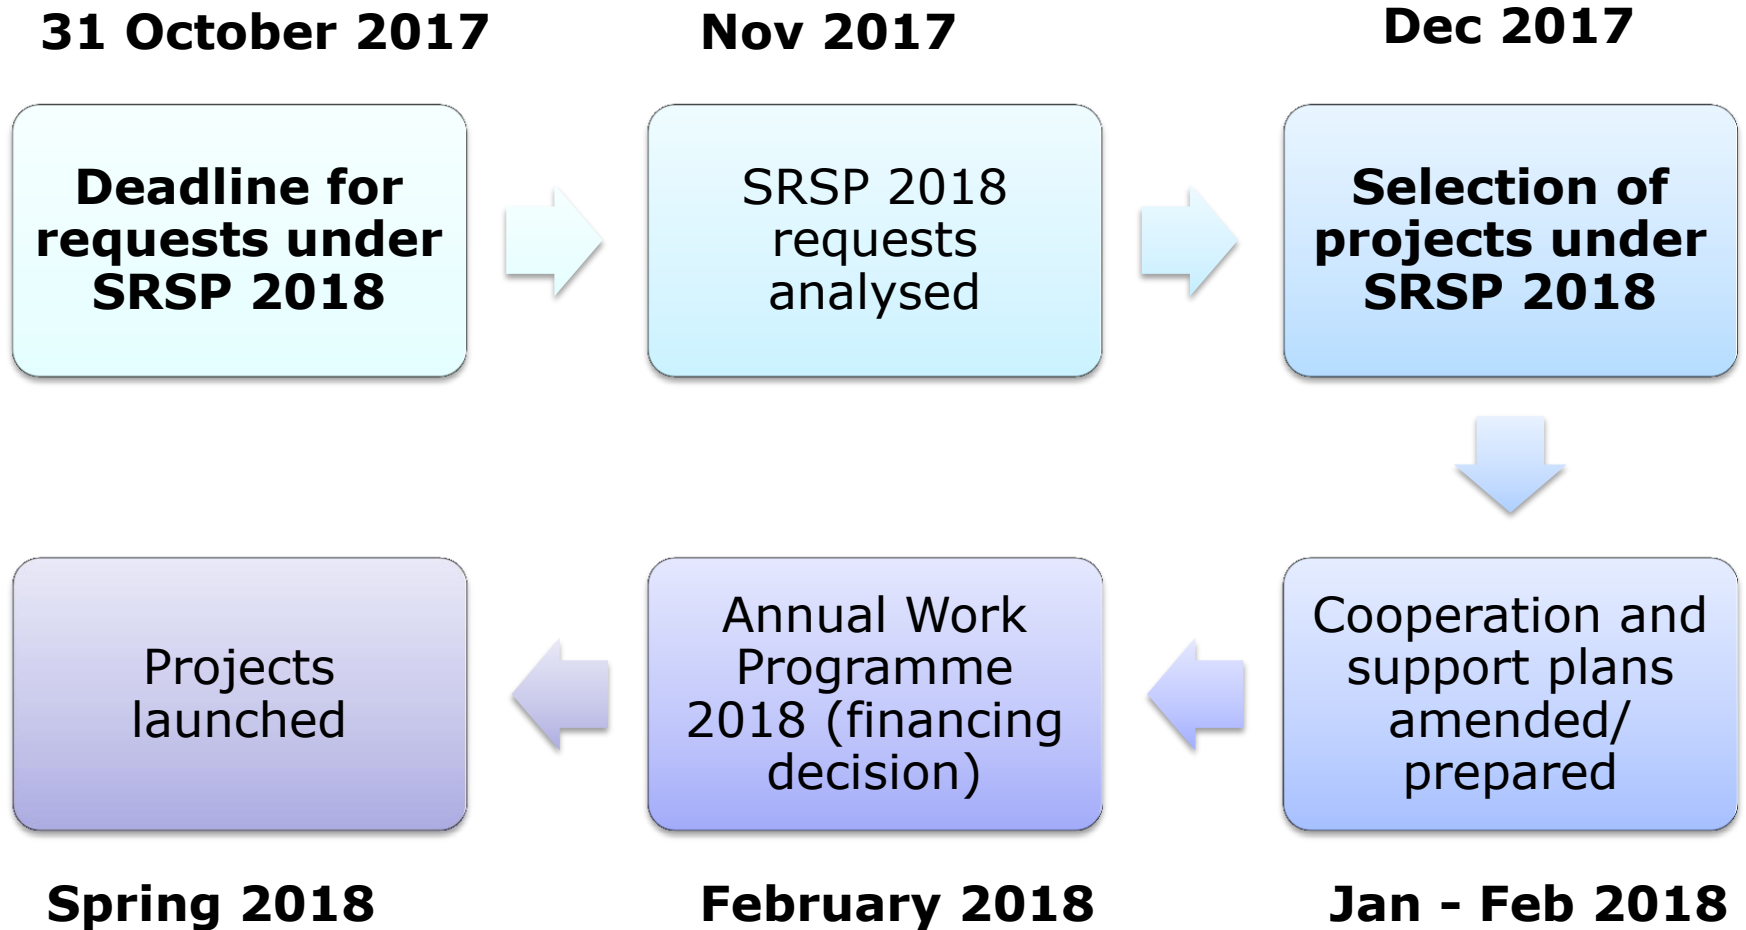 31 October 2017
Nov 2017
Dec 2017
Deadline for
requests under
SRSP 2018
SRSP 2018
requests
analysed
Selection of
projects under
SRSP 2018
Cooperation and
support plans
amended/
prepared
Annual Work
Programme
2018 (financing
decision)
Projects
launched
Spring 2018
February 2018
Jan - Feb 2018